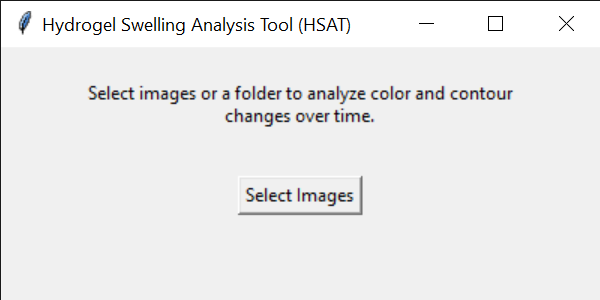 Hydrogel Swelling Analysis Tool (HSAT)
Select images or a folder to analyze color and contour
changes over time.
Select Images